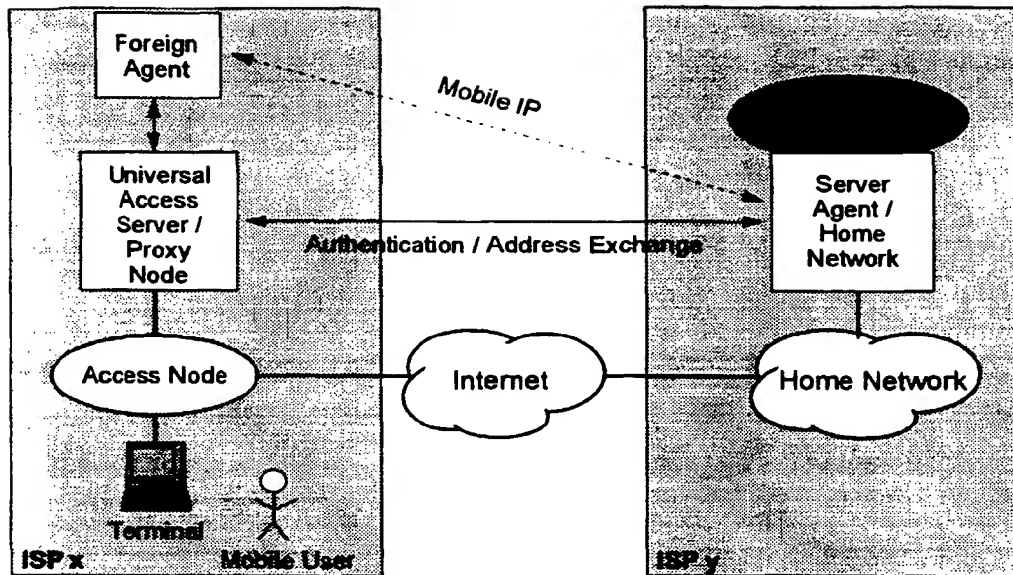 Foreign
Agent
Mobile IP
Universal
Access
Server /
Proxy
Node
Server
Agent /
Home
Network
Authentication / Address Exchange
Access Node
Internet
Home Network
Terminal
ISP x
Mobile User
ISP y